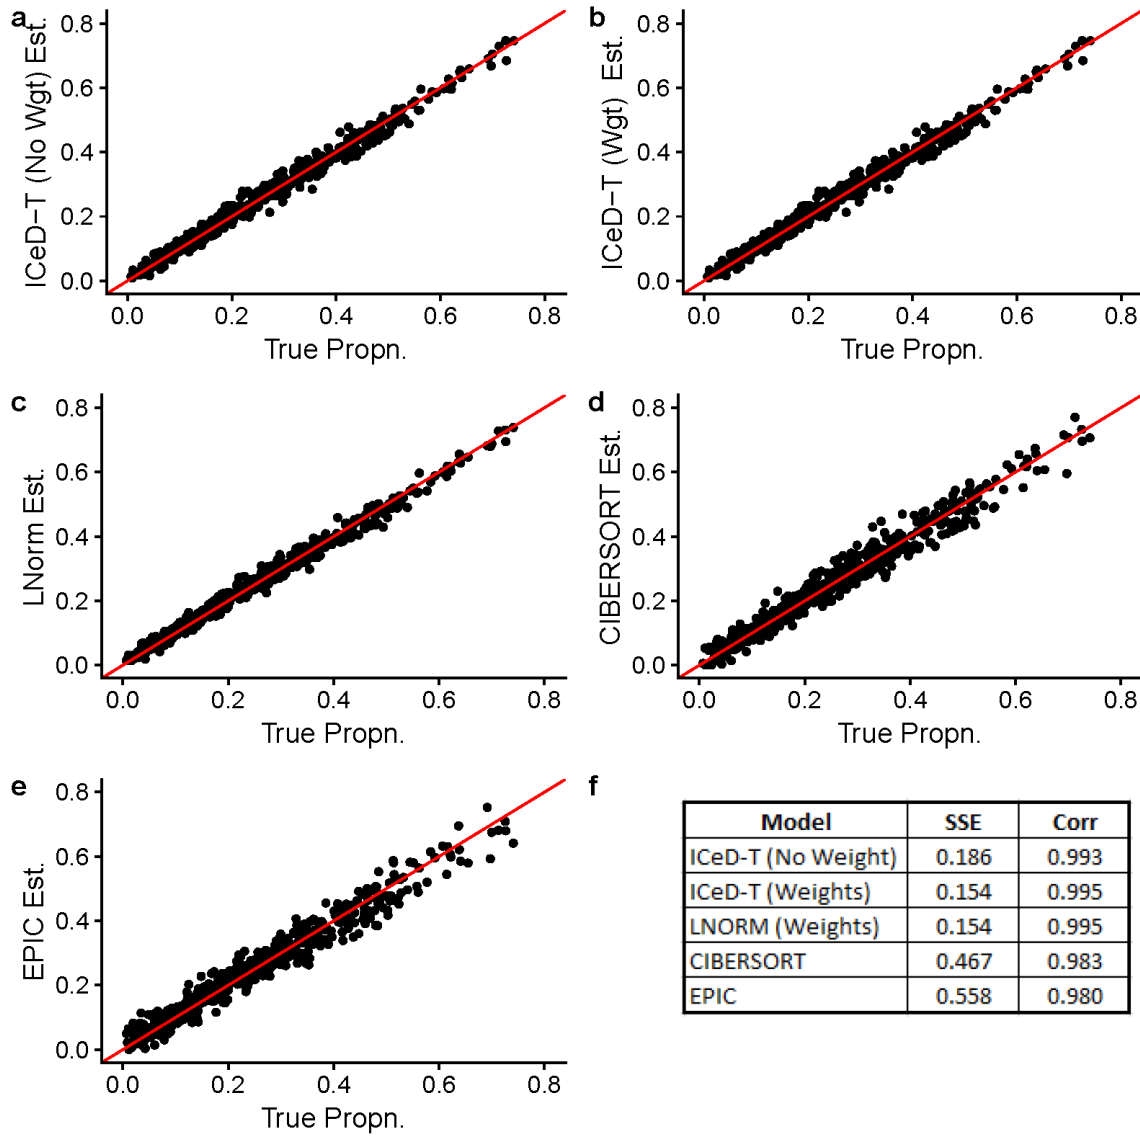 a
b
0.8
0.6
0.4
0.2
0.0
ICeD−T (No Wgt) Est.
0.0 0.2 0.4 0.6 0.8
True Propn.
0.8
0.6
0.4
0.2
0.0
ICeD−T (Wgt) Est.
0.0 0.2 0.4 0.6 0.8
True Propn.
c
d
0.8
0.6
0.4
0.2
0.0
LNorm Est.
0.0 0.2 0.4 0.6 0.8
True Propn.
0.8
0.6
0.4
0.2
0.0
CIBERSORT Est.
0.0 0.2 0.4 0.6 0.8
True Propn.
e
f
0.8
0.6
0.4
0.2
0.0
EPIC Est.
0.0 0.2 0.4 0.6 0.8
True Propn.
Model SSE Corr
ICeD-T (No Weight) 0.186 0.993
ICeD-T (Weights) 0.154 0.995
LNORM (Weights) 0.154 0.995
CIBERSORT 0.467 0.983
EPIC 0.558 0.980